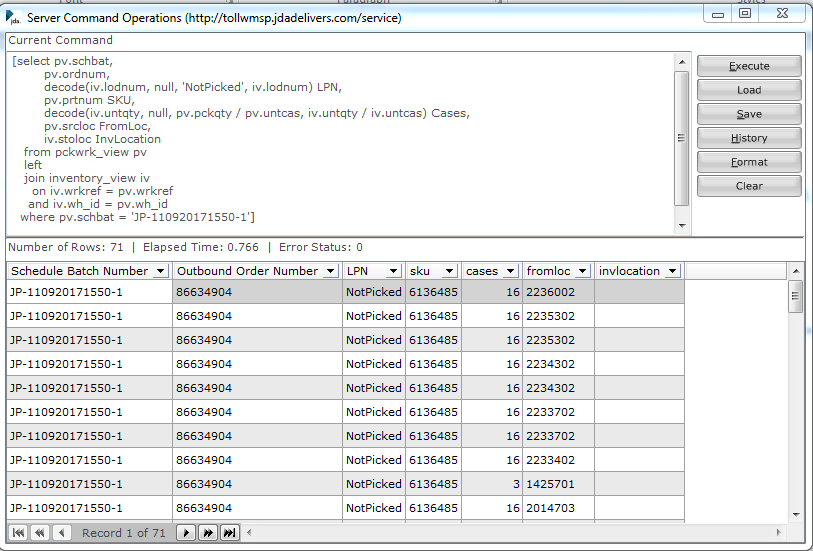 Server Command Operations (http://tollwmsp.jdadelivers.com/service)
jda.
Current Command
[select pv.schbat,
pv.ordnum,
decode(iv.lodnum, null, 'NotPicked', iv.lodnum) LPN,
pv.prtnum SKU,
decode(iv.untqty, null, pv.pckqty / pv.untcas, iv.untqty / iv.untcas) Cases,
pv.srcloc FromLoc,
iv.stoloc InvLocation
from pckwrk_view pv
left
join inventory_view iv
on iv.wrkref = pv.wrkref
and iv.wh_id = pv.wh_id
where pv.schbat = 'JP-110920171550-1']
Execute
Load
Save
History
Format
Clear
Number of Rows: 71 | Elapsed Time: 0.766 | Error Status: 0
Schedule Batch Number Outbound Order Number LPN sku cases fromloc invlocation
JP-110920171550-1 86634904 NotPicked 6136485 16 2236002
JP-110920171550-1 86634904 NotPicked 6136485 16 2235302
JP-110920171550-1 86634904 NotPicked 6136485 16 2235302
JP-110920171550-1 86634904 NotPicked 6136485 16 2234302
JP-110920171550-1 86634904 NotPicked 6136485 16 2234302
JP-110920171550-1 86634904 NotPicked 6136485 16 2233702
JP-110920171550-1 86634904 NotPicked 6136485 16 2233702
JP-110920171550-1 86634904 NotPicked 6136485 16 2233402
JP-110920171550-1 86634904 NotPicked 6136485 3 1425701
JP-110920171550-1 86634904 NotPicked 6136485 16 2014703
Record 1 of 71